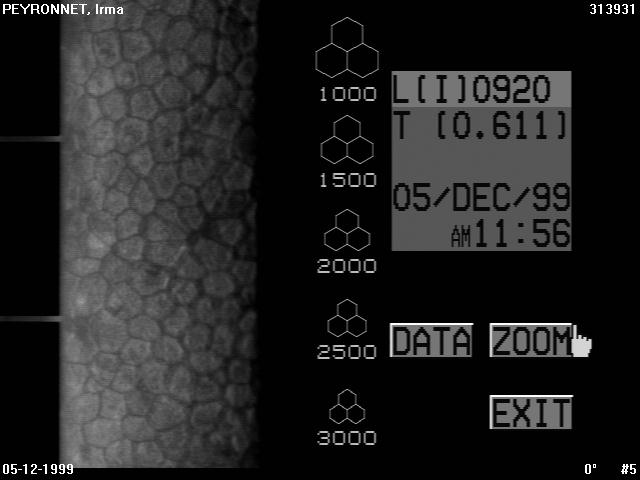 PEYRONNET, Irma
313931
1000
1500
2000
2500
3000
L[I]0920
T [0.611]
05/DEC/99
AM11:56
DATA ZOOM
EXIT
05-12-1999
0° #5